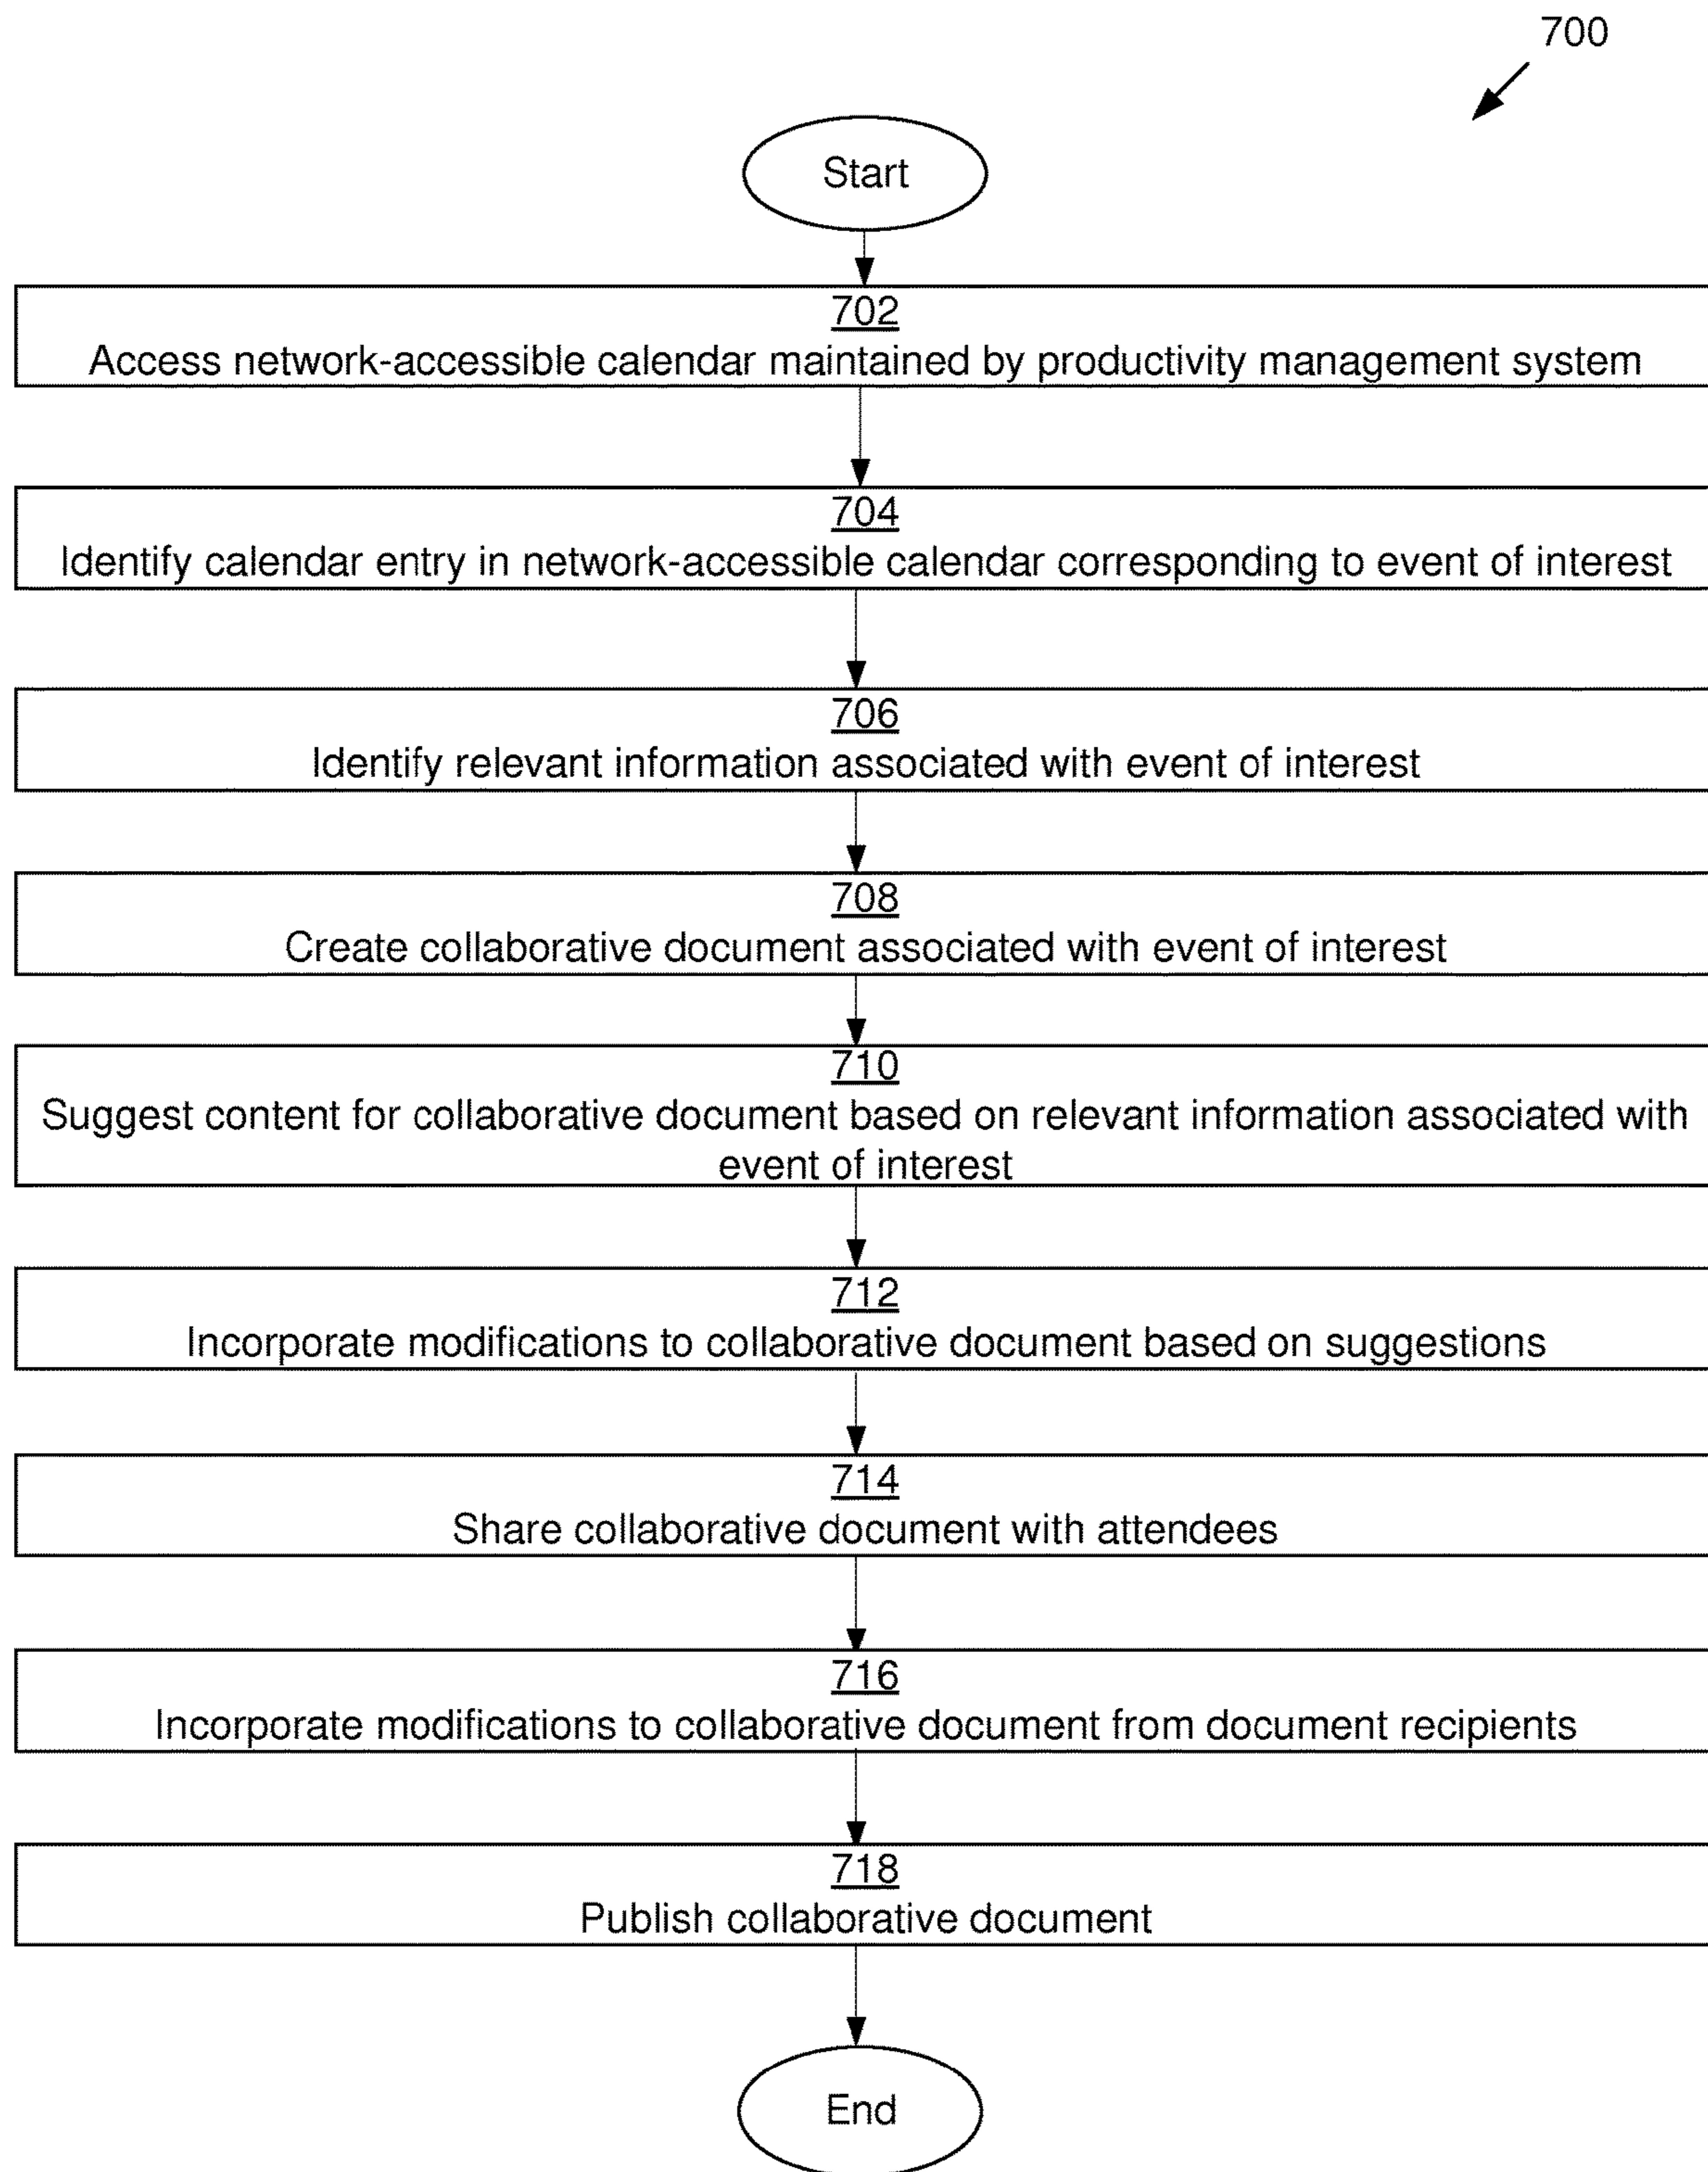 700
Start
702
Access network-accessible calendar maintained by productivity management system
704
Identify calendar entry in network-accessible calendar corresponding to event of interest
706
Identify relevant information associated with event of interest
708
Create collaborative document associated with event of interest
710
Suggest content for collaborative document based on relevant information associated with
event of interest
712
Incorporate modifications to collaborative document based on suggestions
714
Share collaborative document with attendees
716
Incorporate modifications to collaborative document from document recipients
718
Publish collaborative document
End